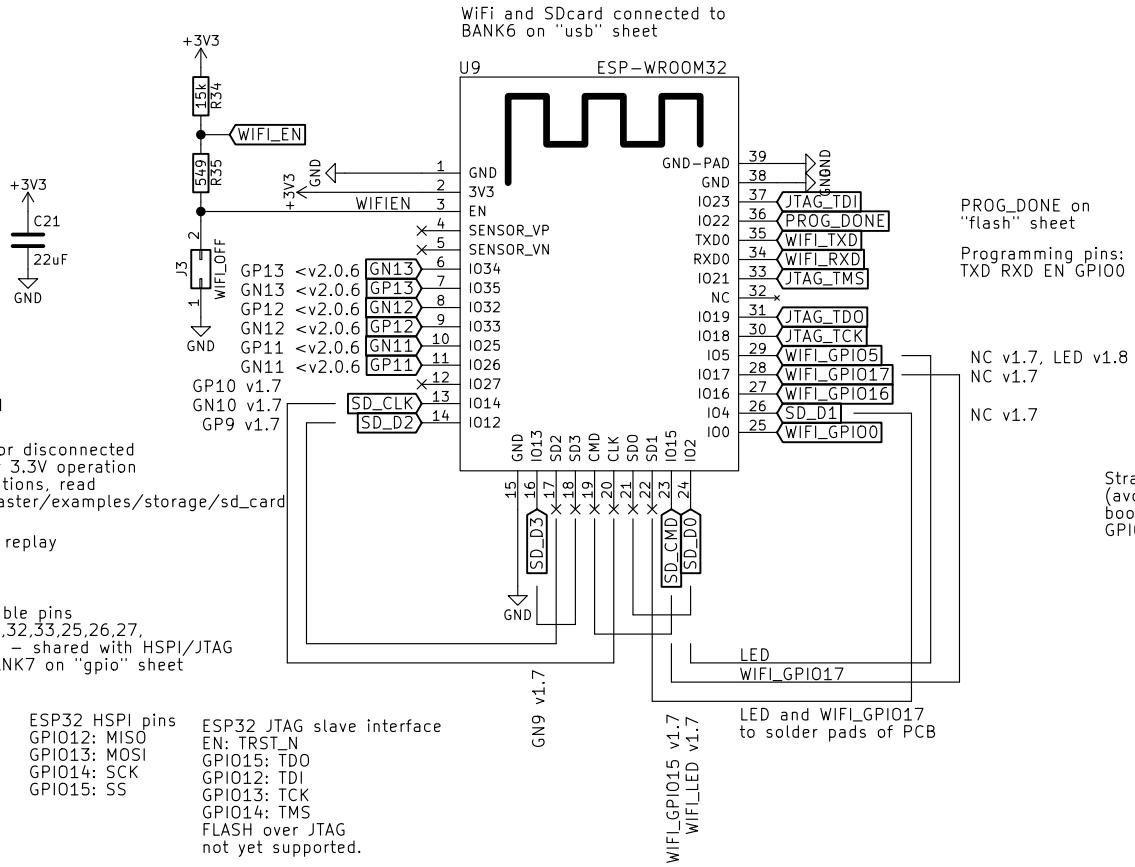 WiFi and SDcard connected to
BANK6 on "usb" sheet
U9
ESP-WROOM32
+3V3
15k
R34
WIFI_EN
549
R35
GND
+3V3
WIFIEN
2
J3
WIFI_OFF
1
GND
+3V3
C21
22uF
GND
1 GND
2 3V3
3 EN
4 SENSOR_VP
5 SENSOR_VN
GP13 <v2.0.6 GN13 6 IO34
GN13 <v2.0.6 GP13 7 IO35
GP12 <v2.0.6 GN12 8 IO32
GN12 <v2.0.6 GP12 9 IO33
GP11 <v2.0.6 GN11 10 IO25
GN11 <v2.0.6 GP11 11 IO26
GP10 v1.7 12 IO27
GN10 v1.7 SD_CLK 13 IO14
GP9 v1.7 SD_D2 14 IO12
GND-PAD 39 GND
GND 38 GND
IO23 37 JTAG_TDI
IO22 36 PROG_DONE
TXD0 35 WIFI_TXD
RXD0 34 WIFI_RXD
IO21 33 JTAG_TMS
NC 32
IO19 31 JTAG_TDO
IO18 30 JTAG_TCK
IO5 29 WIFI_GPIO5 NC v1.7, LED v1.8
IO17 28 WIFI_GPIO17 NC v1.7
IO16 27 WIFI_GPIO16
IO4 26 SD_D1 NC v1.7
IO0 25 WIFI_GPIO0
PROG_DONE on
"flash" sheet
Programming pins:
TXD RXD EN GPIO0
GND IO13 SD2 SD3 CMD CLK SD0 SD1 IO15 IO2
15 16 17 18 19 20 21 22 23 24
SD_D3
SD_CMD
SD_D0
GND
or disconnected
3.3V operation
tions, read
aster/examples/storage/sd_card
replay
ble pins
,32,33,25,26,27,
– shared with HSPI/JTAG
NK7 on "gpio" sheet
Stra
(avo
boo
GPI
LED
WIFI_GPIO17
LED and WIFI_GPIO17
to solder pads of PCB
GN9 v1.7
WIFI_GPIO15 v1.7
WIFI_LED v1.7
ESP32 HSPI pins
GPIO12: MISO
GPIO13: MOSI
GPIO14: SCK
GPIO15: SS
ESP32 JTAG slave interface
EN: TRST_N
GPIO15: TDO
GPIO12: TDI
GPIO13: TCK
GPIO14: TMS
FLASH over JTAG
not yet supported.